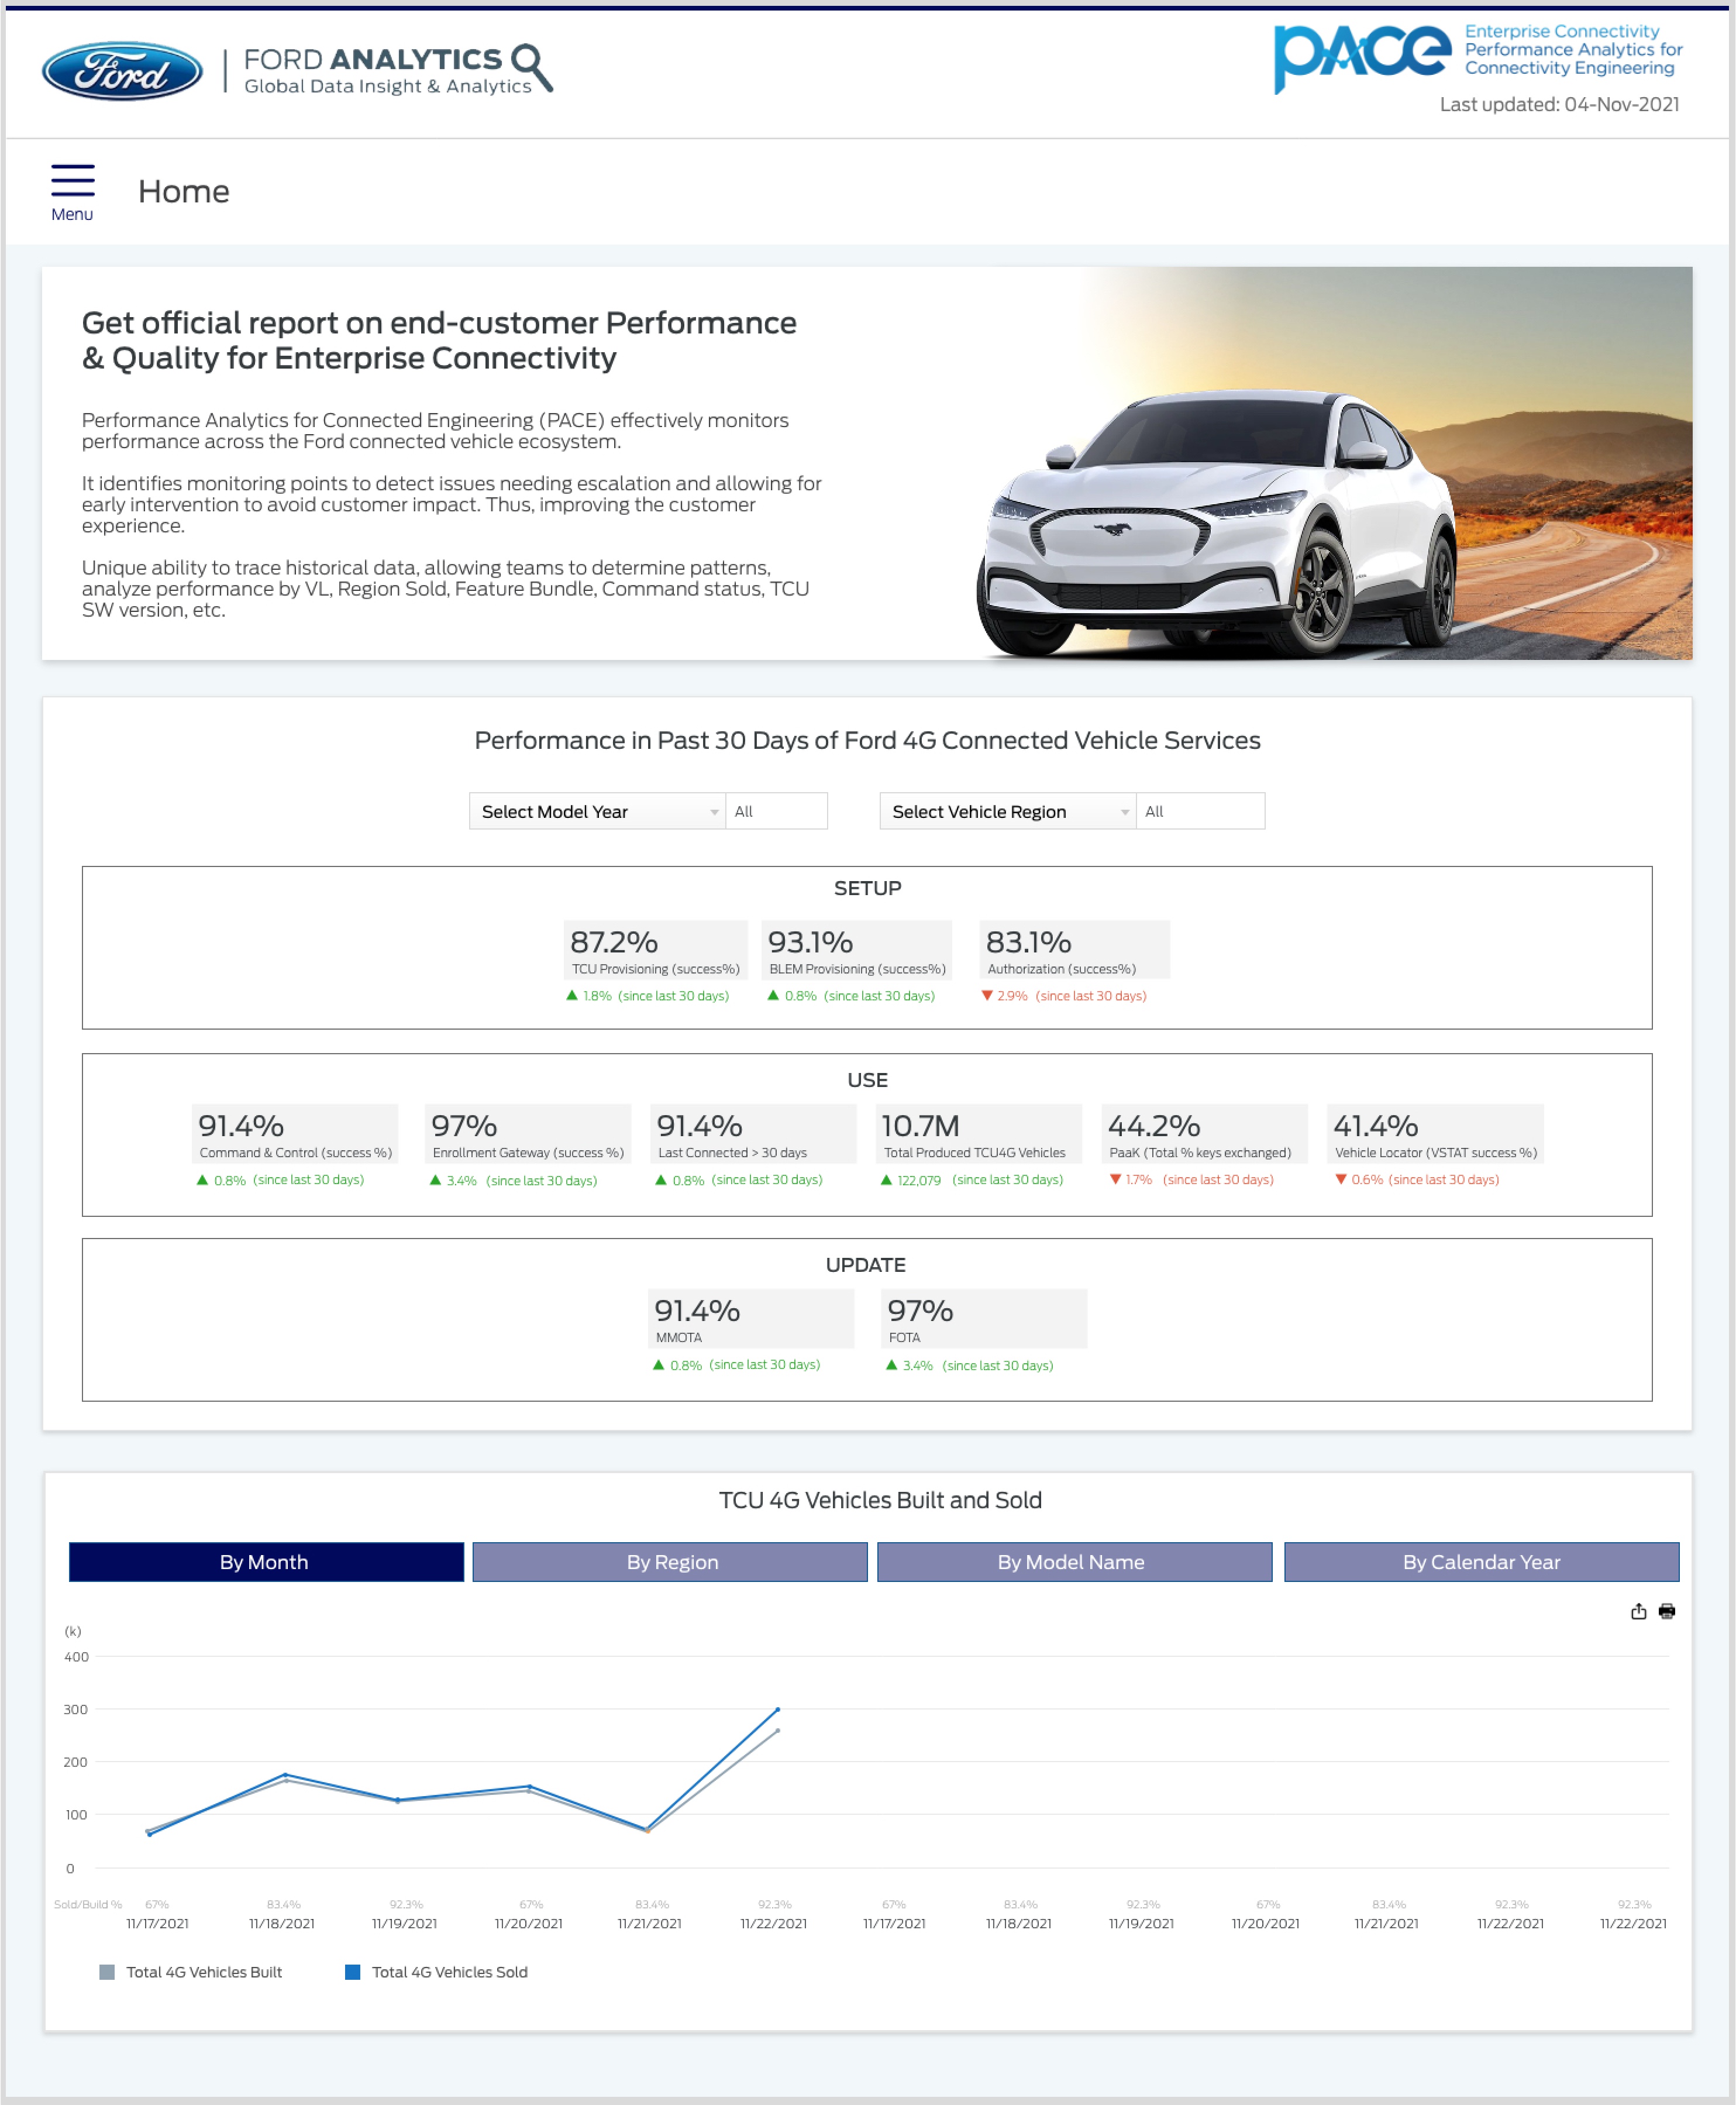 Ford
FORD ANALYTICS
Global Data Insight & Analytics
pace
Enterprise Connectivity
Performance Analytics for
Connectivity Engineering
Last updated: 04-Nov-2021
Menu
Home
Get official report on end-customer Performance
& Quality for Enterprise Connectivity
Performance Analytics for Connected Engineering (PACE) effectively monitors
performance across the Ford connected vehicle ecosystem.
It identifies monitoring points to detect issues needing escalation and allowing for
early intervention to avoid customer impact. Thus, improving the customer
experience.
Unique ability to trace historical data, allowing teams to determine patterns,
analyze performance by VL, Region Sold, Feature Bundle, Command status, TCU
SW version, etc.
Performance in Past 30 Days of Ford 4G Connected Vehicle Services
Select Model Year All Select Vehicle Region All
SETUP
87.2% 93.1% 83.1%
TCU Provisioning (success%) BLEM Provisioning (success%) Authorization (success%)
▲ 1.8% (since last 30 days) ▲ 0.8% (since last 30 days) ▼ 2.9% (since last 30 days)
USE
91.4% 97% 91.4% 10.7M 44.2% 41.4%
Command & Control (success %) Enrollment Gateway (success %) Last Connected > 30 days Total Produced TCU4G Vehicles PaaK (Total % keys exchanged) Vehicle Locator (VSTAT success %)
▲ 0.8% (since last 30 days) ▲ 3.4% (since last 30 days) ▲ 0.8% (since last 30 days) ▲ 122,079 (since last 30 days) ▼ 1.7% (since last 30 days) ▼ 0.6% (since last 30 days)
UPDATE
91.4% 97%
MMOTA FOTA
▲ 0.8% (since last 30 days) ▲ 3.4% (since last 30 days)
TCU 4G Vehicles Built and Sold
By Month By Region By Model Name By Calendar Year
(k)
400
300
200
100
0
Sold/Build % 67% 83.4% 92.3% 67% 83.4% 92.3% 67% 83.4% 92.3% 67% 83.4% 92.3% 92.3%
11/17/2021 11/18/2021 11/19/2021 11/20/2021 11/21/2021 11/22/2021 11/17/2021 11/18/2021 11/19/2021 11/20/2021 11/21/2021 11/22/2021 11/22/2021
Total 4G Vehicles Built Total 4G Vehicles Sold